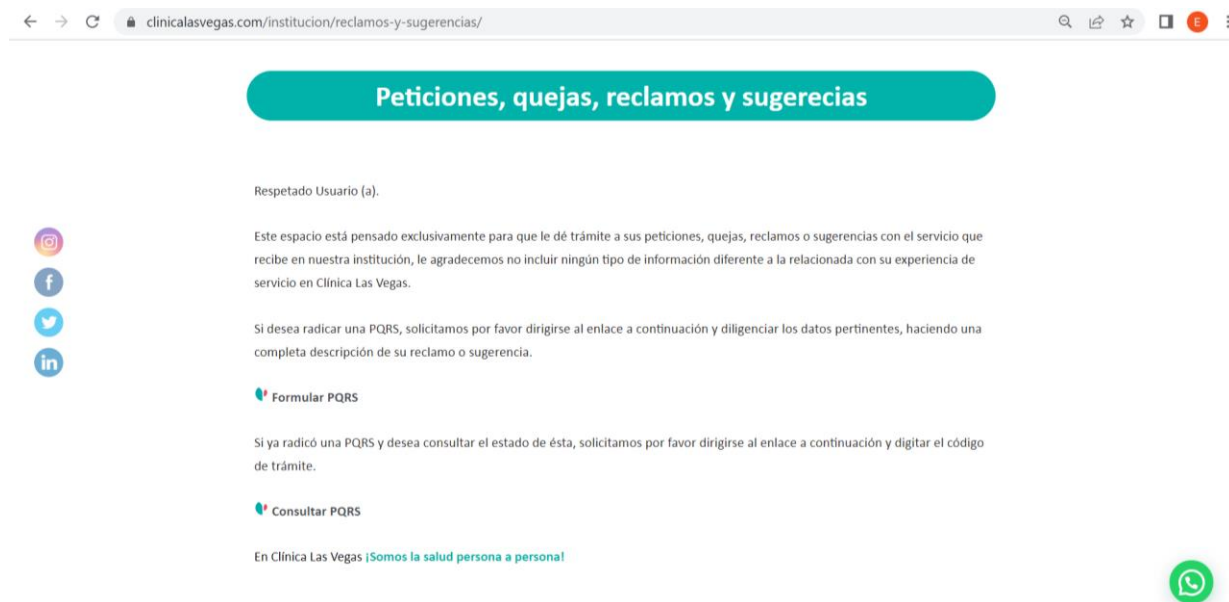 clinicalasvegas.com/institucion/reclamos-y-sugerencias/
E
Peticiones, quejas, reclamos y sugerecias
Respetado Usuario (a).
Este espacio está pensado exclusivamente para que le dé trámite a sus peticiones, quejas, reclamos o sugerencias con el servicio que
recibe en nuestra institución, le agradecemos no incluir ningún tipo de información diferente a la relacionada con su experiencia de
servicio en Clínica Las Vegas.
Si desea radicar una PQRS, solicitamos por favor dirigirse al enlace a continuación y diligenciar los datos pertinentes, haciendo una
completa descripción de su reclamo o sugerencia.
Formular PQRS
Si ya radicó una PQRS y desea consultar el estado de ésta, solicitamos por favor dirigirse al enlace a continuación y digitar el código
de trámite.
Consultar PQRS
En Clínica Las Vegas ¡Somos la salud persona a persona!